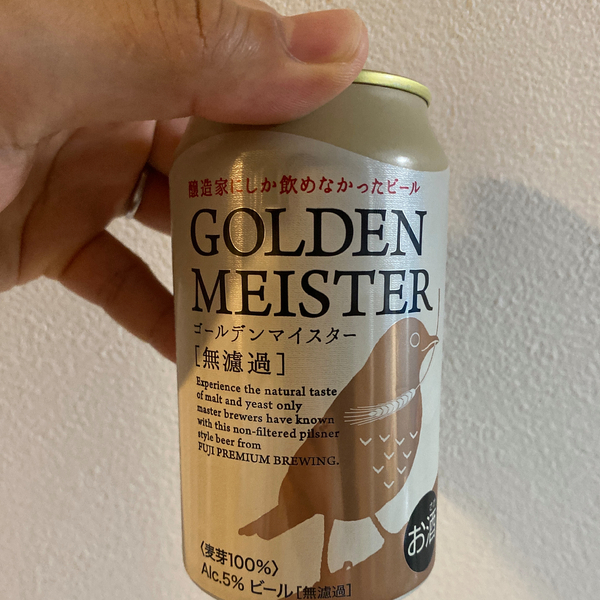 醸造家にしか飲めなかったビール
GOLDEN
MEISTER
ゴールデンマイスター
[無濾過]
Experience the natural taste
of malt and yeast only
master brewers have known
with this non-filtered pilsner
style beer from
FUJI PREMIUM BREWING.
お酒
〈麦芽100%〉
Alc.5% ビール[無濾過]